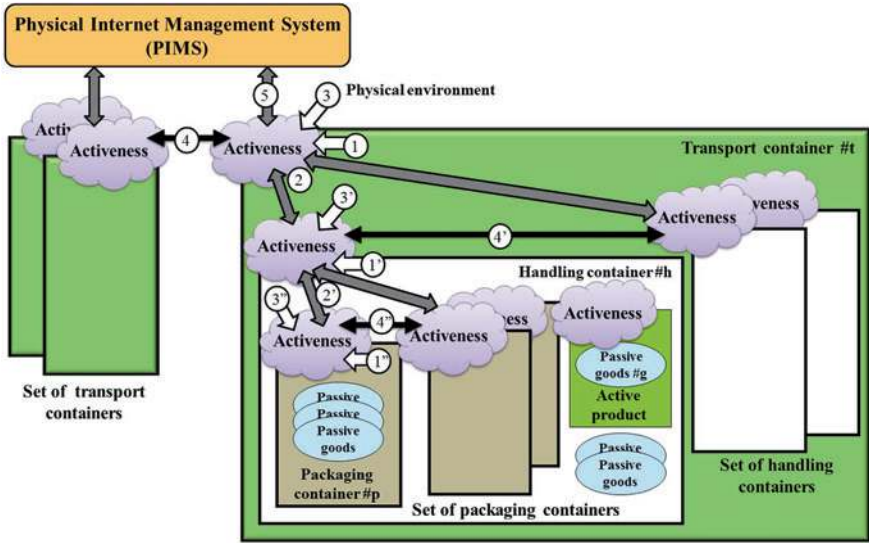 Physical Internet Management System
(PIMS)
5
3
Physical environment
Activeness
Activeness
4
Activeness
1
Transport container #t
2
3'
Activeness
Activeness
4'
Activeness
1'
Handling container #h
3''
2'
Activeness
4''
Activeness
Activeness
1''
Passive
goods #g
Active
product
Set of transport
containers
Passive
Passive
Passive
goods
Passive
Passive
goods
Packaging
container #p
Set of packaging containers
Set of handling
containers